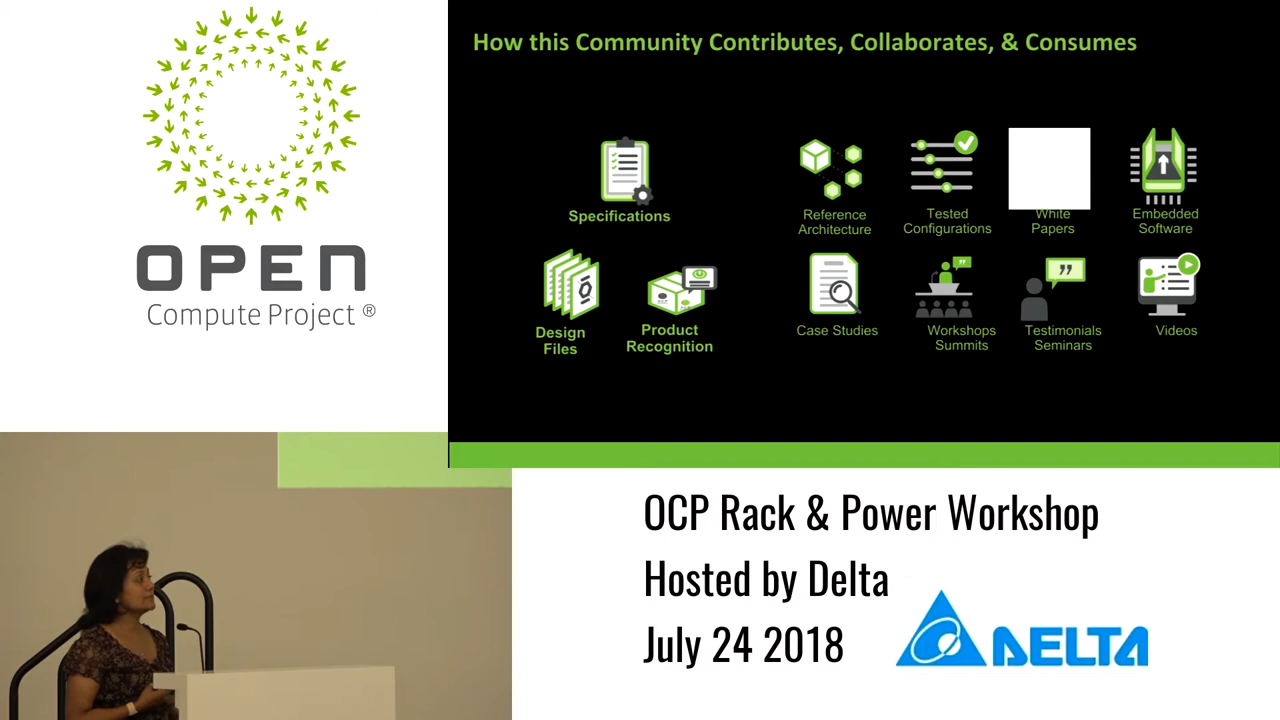 OPEN
Compute Project ®
How this Community Contributes, Collaborates, & Consumes
Specifications
Design
Files
Product
Recognition
Reference
Architecture
Tested
Configurations
White
Papers
Embedded
Software
Case Studies
Workshops
Summits
Testimonials
Seminars
Videos
OCP Rack & Power Workshop
Hosted by Delta
July 24 2018
DELTA